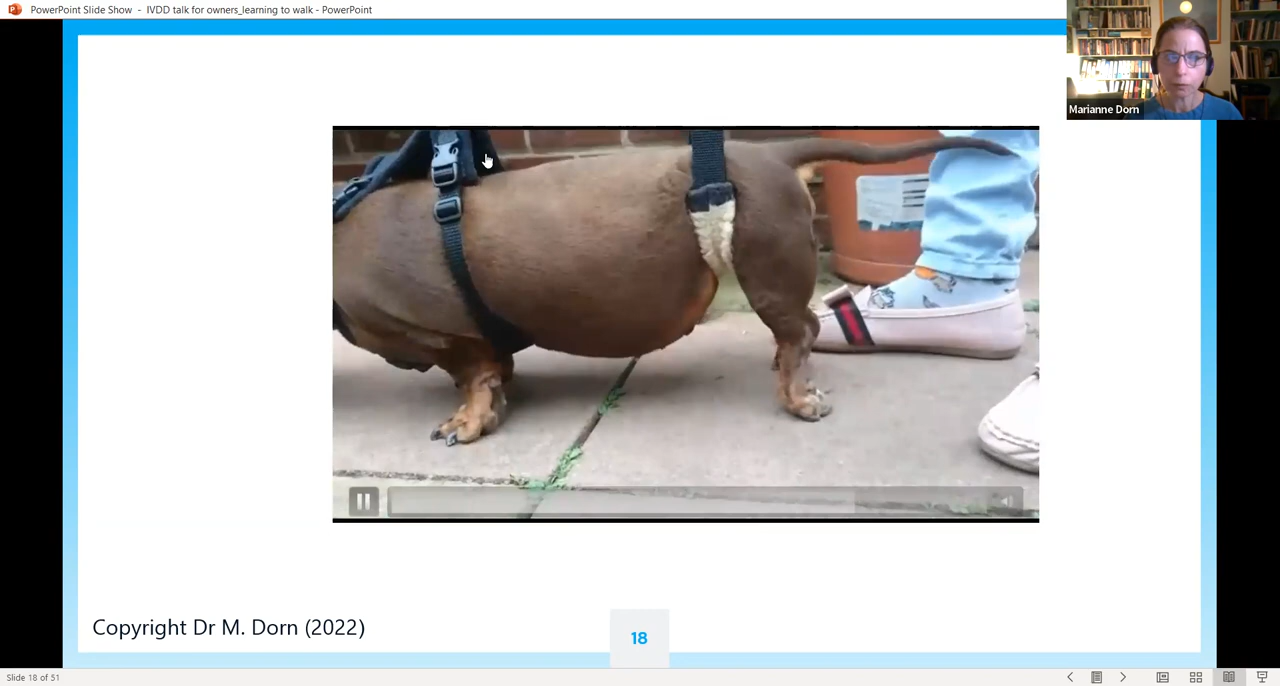 PowerPoint Slide Show - IVDD talk for owners_learning to walk - PowerPoint
Marianne Dorn
Copyright Dr M. Dorn (2022)
18
Slide 18 of 51